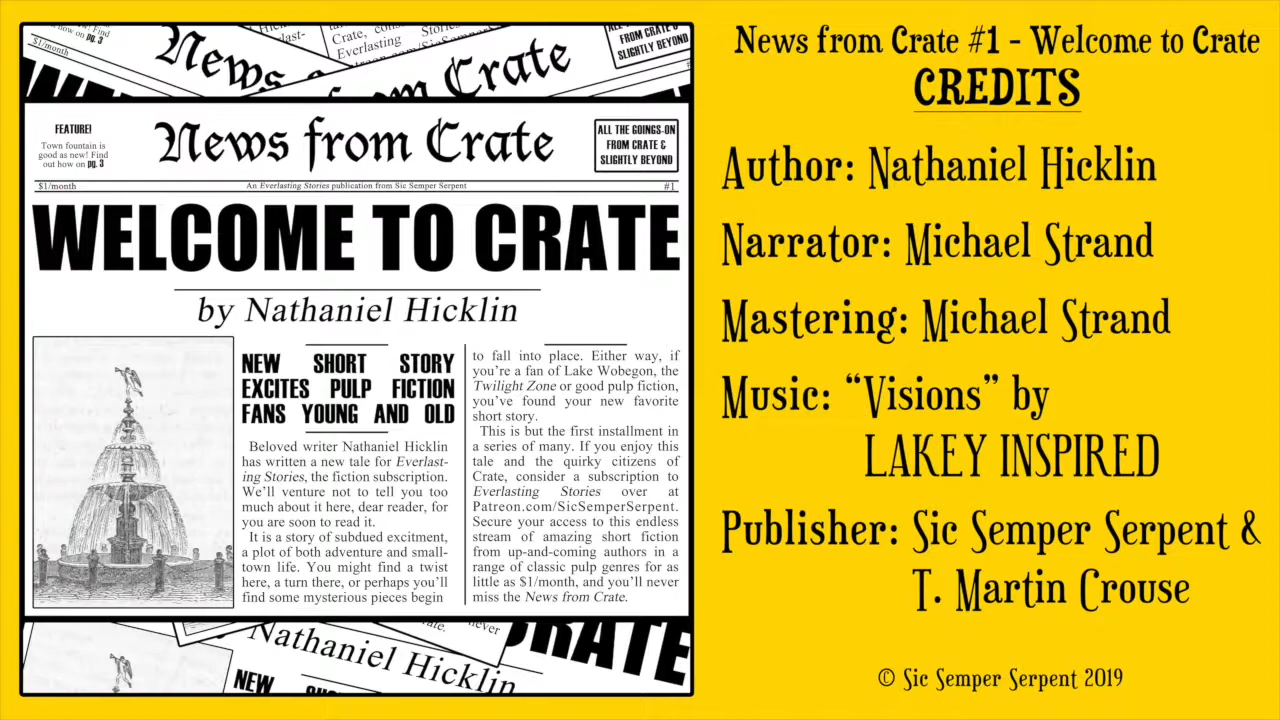 now on pg. 3
$1/month
News
Crate
FROM CRATE &
SLIGHTLY BEYOND
FEATURE!
Town fountain is
good as new! Find
out how on pg. 3
News from Crate
ALL THE GOINGS-ON
FROM CRATE &
SLIGHTLY BEYOND
$1/month
An Everlasting Stories publication from Sic Semper Serpent
#1
WELCOME TO CRATE
by Nathaniel Hicklin
NEW SHORT STORY
EXCITES PULP FICTION
FANS YOUNG AND OLD
Beloved writer Nathaniel Hicklin
has written a new tale for Everlast-
ing Stories, the fiction subscription.
We'll venture not to tell you too
much about it here, dear reader, for
you are soon to read it.
It is a story of subdued excitment,
a plot of both adventure and small-
town life. You might find a twist
here, a turn there, or perhaps you'll
find some mysterious pieces begin
to fall into place. Either way, if
you're a fan of Lake Wobegon, the
Twilight Zone or good pulp fiction,
you've found your new favorite
short story.
This is but the first installment in
a series of many. If you enjoy this
tale and the quirky citizens of
Crate, consider a subscription to
Everlasting Stories over at
Patreon.com/SicSemperSerpent.
Secure your access to this endless
stream of amazing short fiction
from up-and-coming authors in a
range of classic pulp genres for as
little as $1/month, and you'll never
miss the News from Crate.
Nathaniel Hicklin
NEW
CRATE
News from Crate #1 - Welcome to Crate
CREDITS
Author: Nathaniel Hicklin
Narrator: Michael Strand
Mastering: Michael Strand
Music: "Visions" by
LAKEY INSPIRED
Publisher: Sic Semper Serpent &
T. Martin Crouse
© Sic Semper Serpent 2019